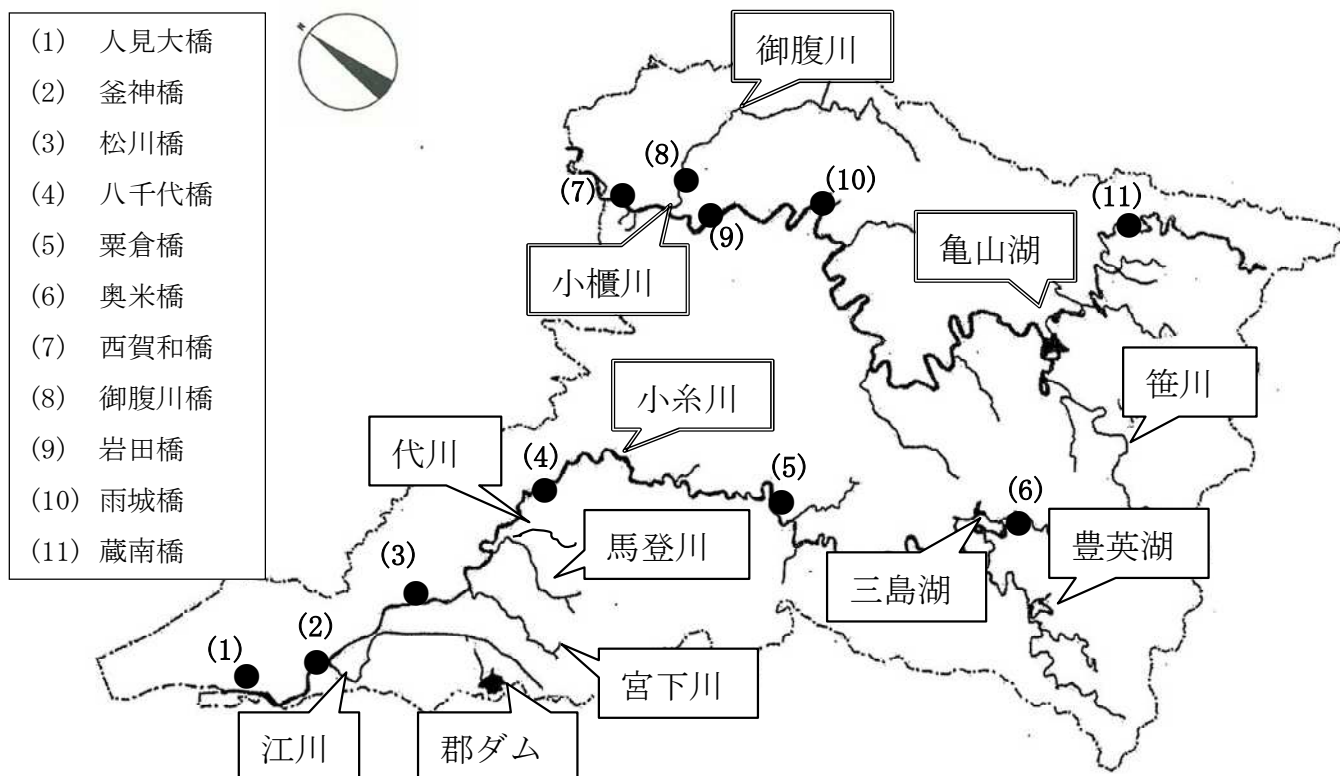 (1) 人見大橋
(2) 釜神橋
(3) 松川橋
(4) 八千代橋
(5) 粟倉橋
(6) 奥米橋
(7) 西賀和橋
(8) 御腹川橋
(9) 岩田橋
(10) 雨城橋
(11) 蔵南橋
N
御腹川
(8)
(7)
(10)
(9)
(11)
亀山湖
小櫃川
笹川
小糸川
代川
(4)
(5)
(6)
馬登川
豊英湖
三島湖
(3)
(2)
(1)
宮下川
江川
郡ダム